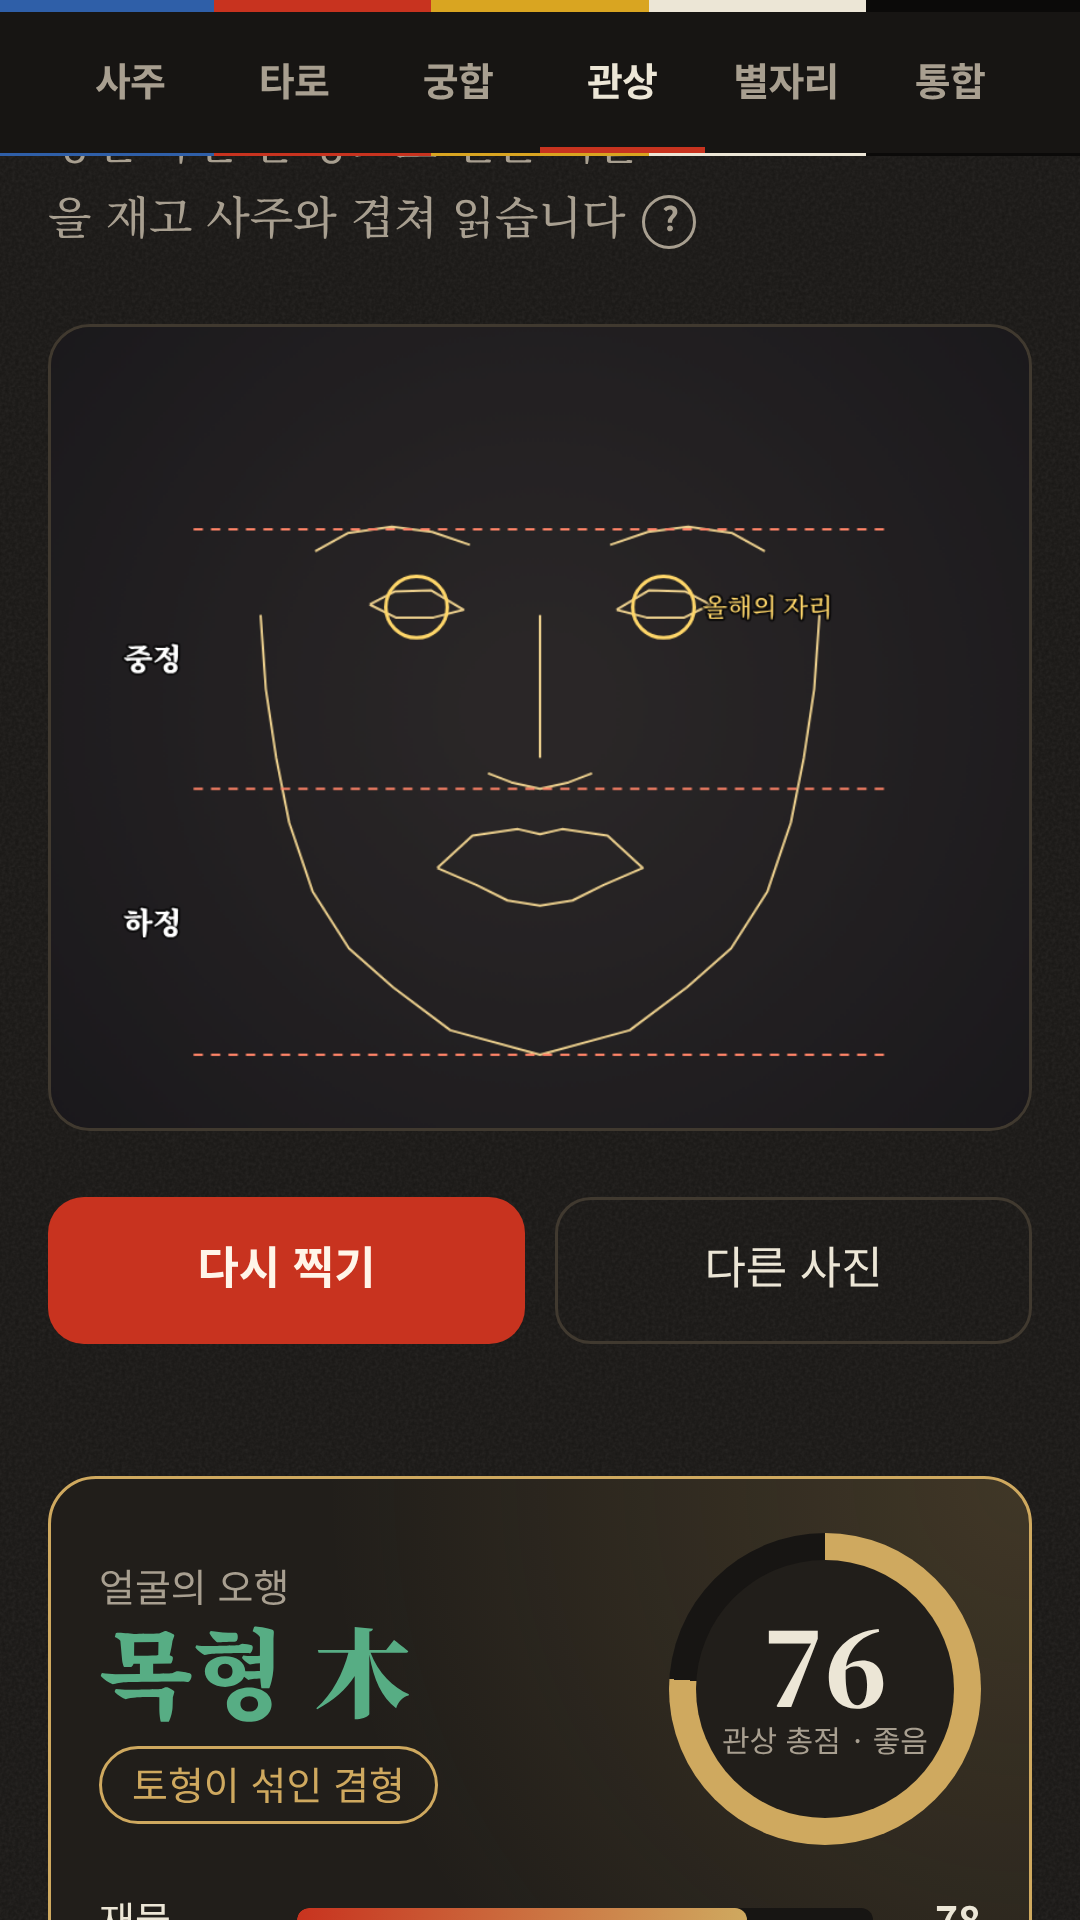 사주 타로 궁합 관상 별자리 통합
을 재고 사주와 겹쳐 읽습니다 ?
올해의 자리
중정
하정
다시 찍기
다른 사진
얼굴의 오행
목형 木
토형이 섞인 겸형
76
관상 총점 · 좋음
재물 78